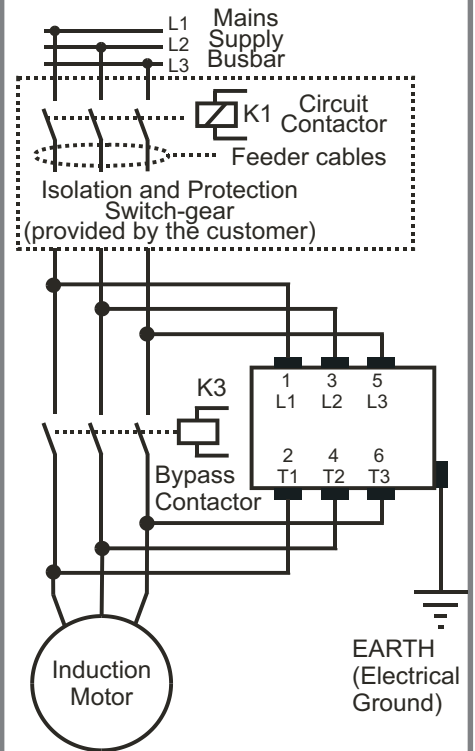 L1 Mains
L2 Supply
L3 Busbar
K1 Circuit
Contactor
Feeder cables
Isolation and Protection
Switch-gear
(provided by the customer)
K3
Bypass
Contactor
1 3 5
L1 L2 L3
2 4 6
T1 T2 T3
EARTH
(Electrical
Ground)
Induction
Motor